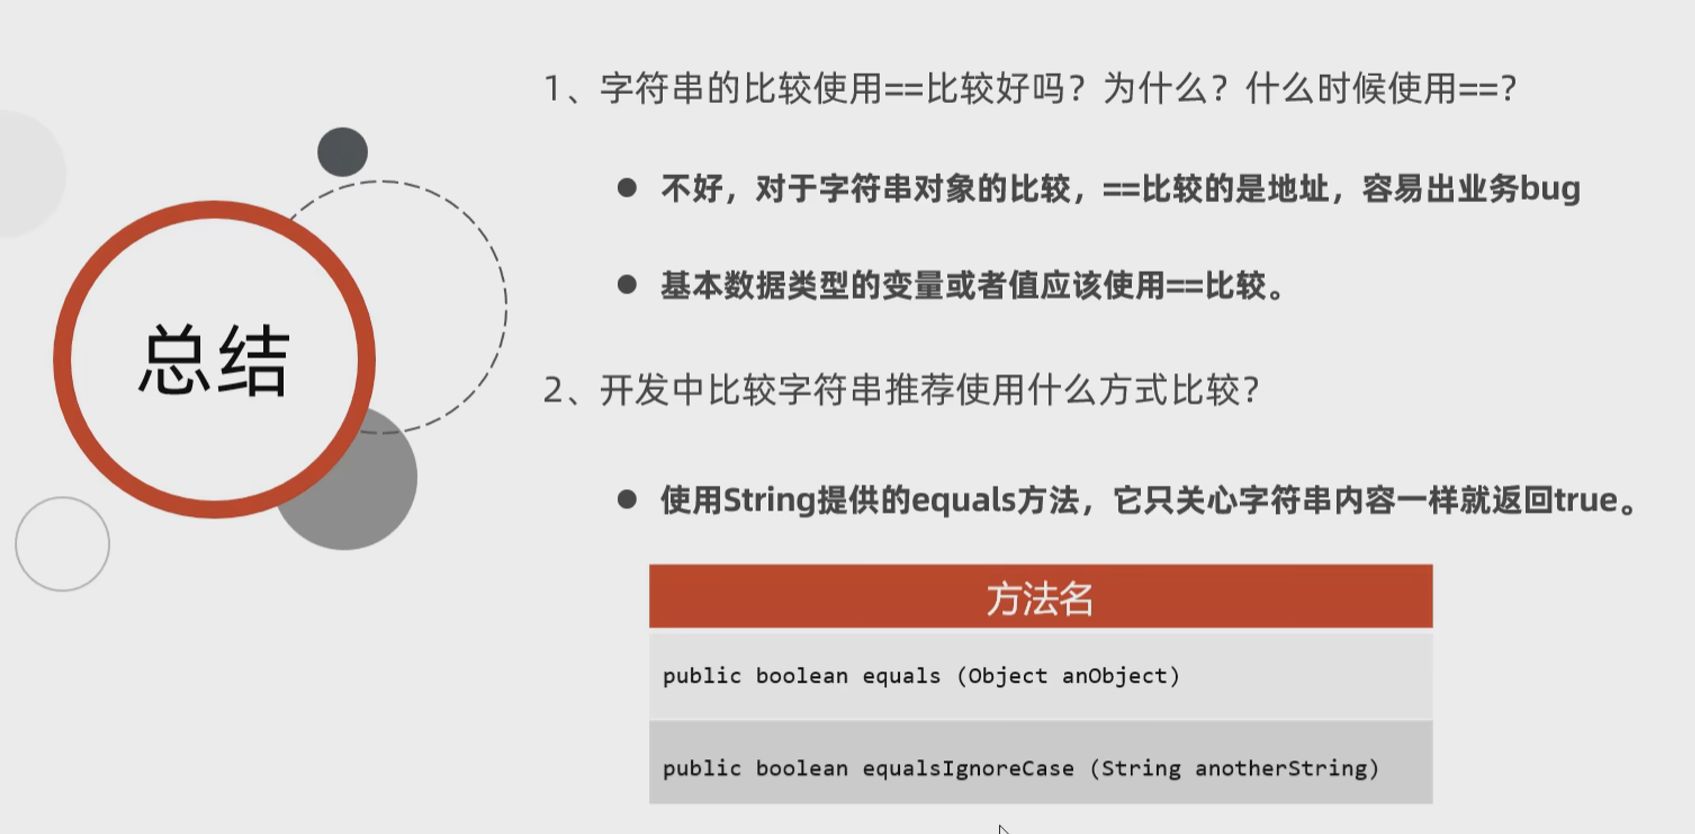 总结
1、字符串的比较使用==比较好吗？为什么？什么时候使用==？
不好，对于字符串对象的比较，==比较的是地址，容易出业务bug
基本数据类型的变量或者值应该使用==比较。
2、开发中比较字符串推荐使用什么方式比较？
使用String提供的equals方法，它只关心字符串内容一样就返回true。
方法名
public boolean equals (Object anObject)
public boolean equalsIgnoreCase (String anotherString)